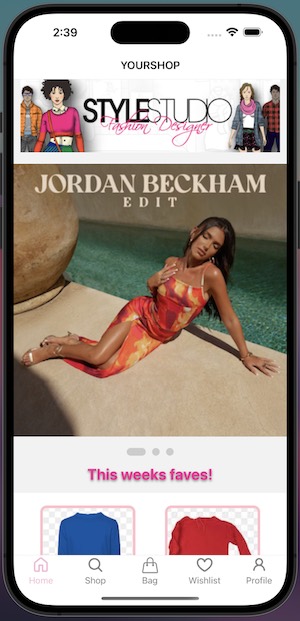 2:39
YOURSHOP
STYLESTUDIO
Fashion Designer
JORDAN BECKHAM
EDIT
This weeks faves!
Home
Shop
Bag
Wishlist
Profile